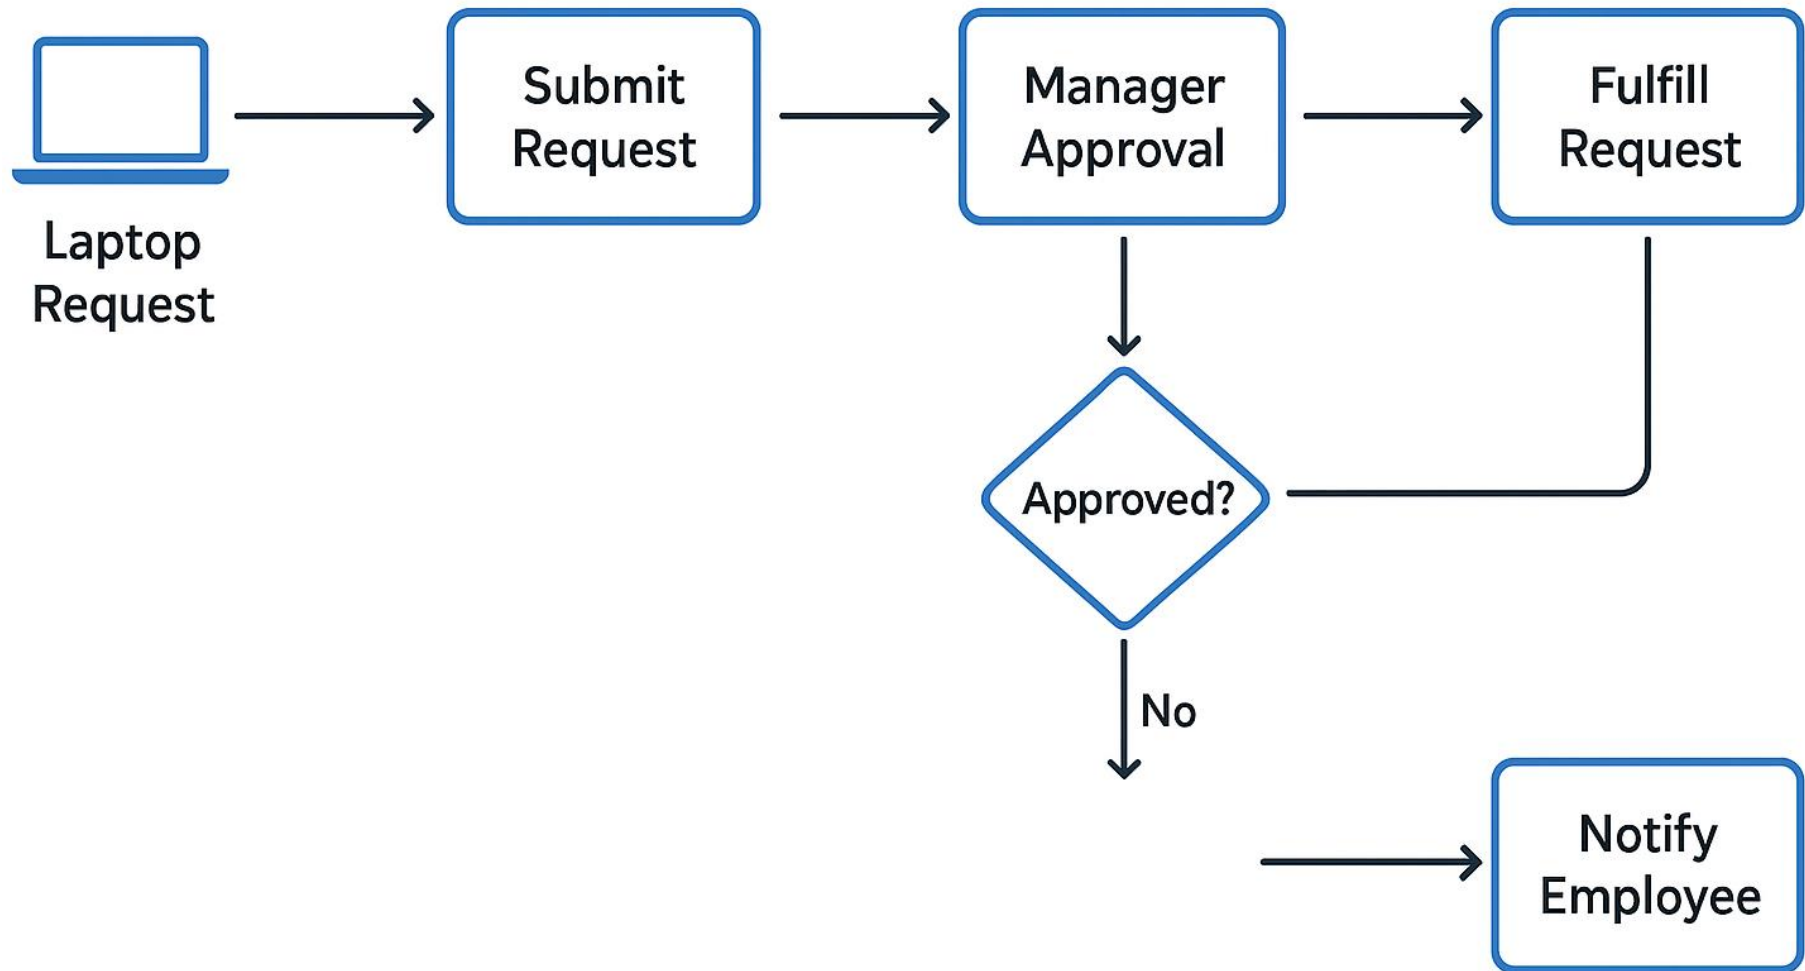 Submit
Request
Manager
Approval
Fulfill
Request
Laptop
Request
Approved?
No
Notify
Employee